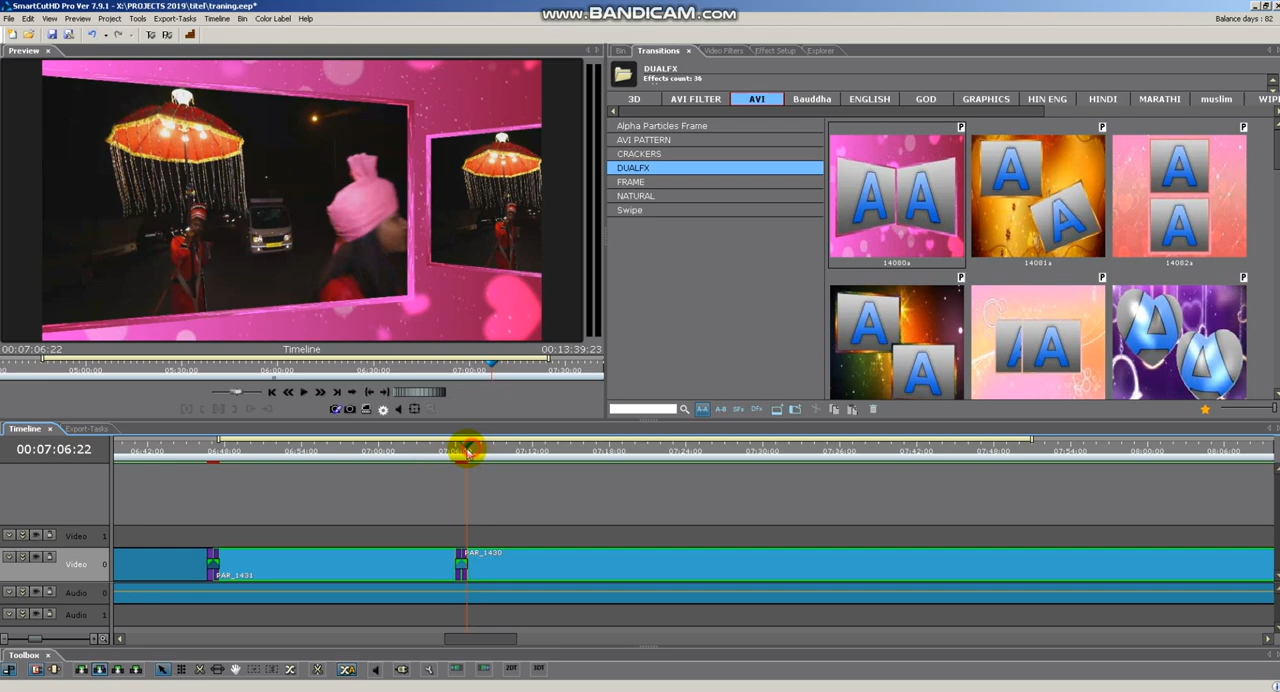 SmartCutHD Pro Ver 7.9.1 - X:\PROJECTS 2019\titel\traning.eep*
www.BANDICAM.com
File Edit View Preview Project Tools Export-Tasks Timeline Bin Color Label Help
Balance days : 82
Preview
Bin Transitions Video Filters Effect Setup Explorer
DUALFX
Effects count: 36
3D AVI FILTER AVI Bauddha ENGLISH GOD GRAPHICS HIN ENG HINDI MARATHI muslim WIP
Alpha Particles Frame
AVI PATTERN
CRACKERS
DUALFX
FRAME
NATURAL
Swipe
P P P
A A A A A A
14080a 14081a 14082a
P P P
A A A A A A
00:07:06:22 Timeline 00:13:39:23
05:00:00 05:30:00 06:00:00 06:30:00 07:00:00 07:30:00
A-A A-B SFx DFx
Timeline Export-Tasks
00:07:06:22
06:42:00 06:48:00 06:54:00 07:00:00 07:12:00 07:18:00 07:24:00 07:30:00 07:36:00 07:42:00 07:48:00 07:54:00 08:00:00 08:06:00
Video 1
Video 0
PAR_1430
PAR_1431
Audio 0
Audio 1
Toolbox
XA 2DT 3DT